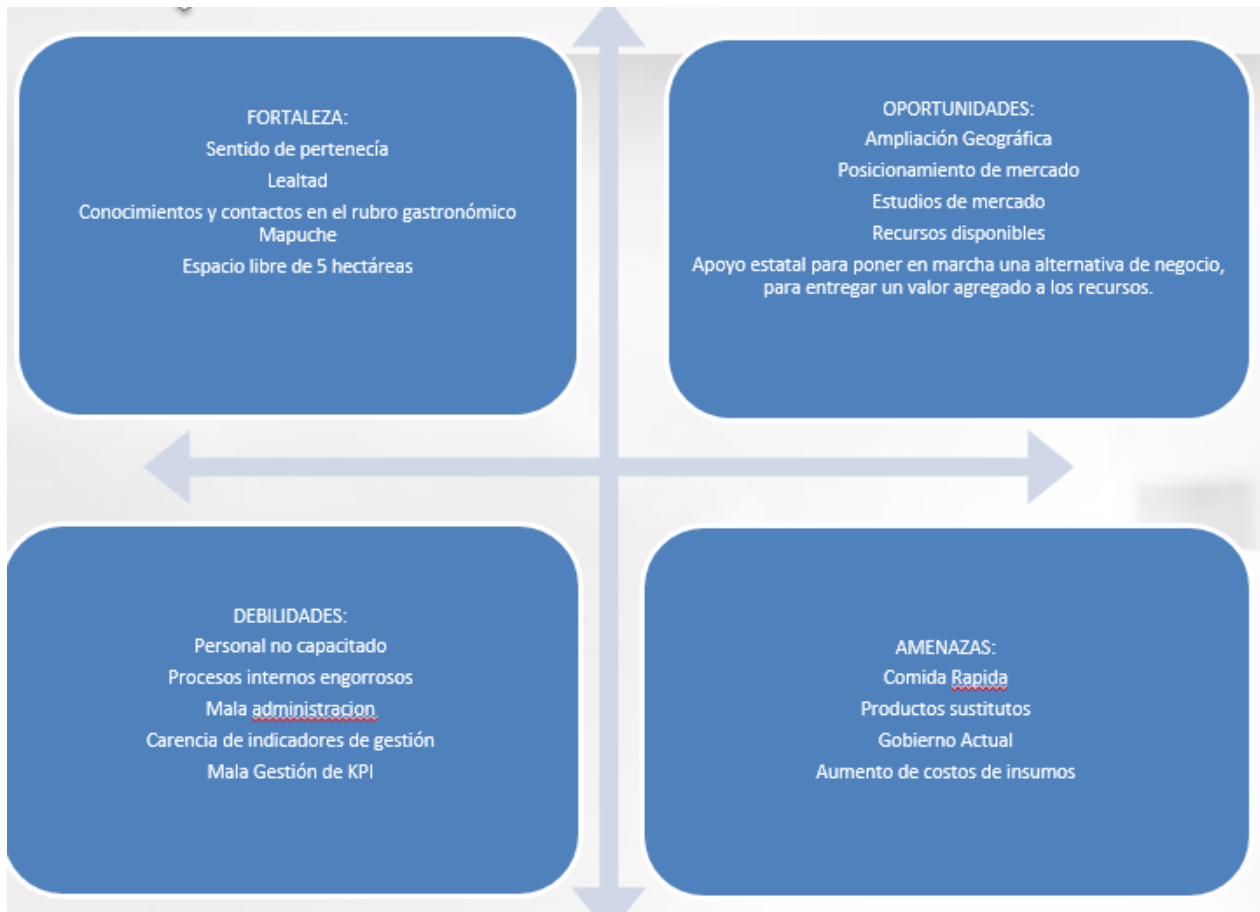 FORTALEZA:
Sentido de pertenecía
Lealtad
Conocimientos y contactos en el rubro gastronómico
Mapuche
Espacio libre de 5 hectáreas
OPORTUNIDADES:
Ampliación Geográfica
Posicionamiento de mercado
Estudios de mercado
Recursos disponibles
Apoyo estatal para poner en marcha una alternativa de negocio,
para entregar un valor agregado a los recursos.
DEBILIDADES:
Personal no capacitado
Procesos internos engorrosos
Mala administracion
Carencia de indicadores de gestión
Mala Gestión de KPI
AMENAZAS:
Comida Rapida
Productos sustitutos
Gobierno Actual
Aumento de costos de insumos